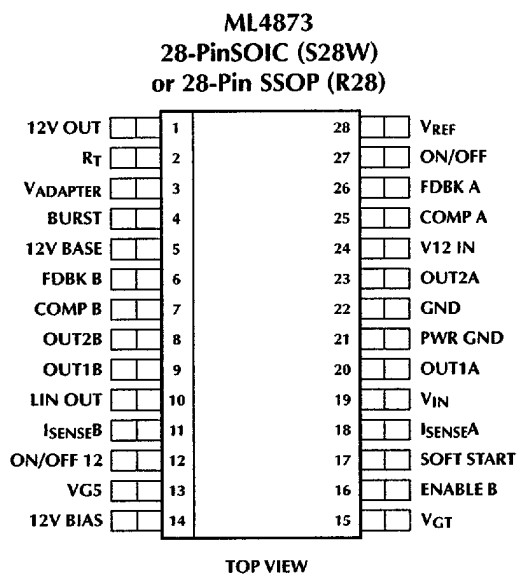 ML4873
28-PinSOIC (S28W)
or 28-Pin SSOP (R28)
12V OUT 1 28 VREF
RT 2 27 ON/OFF
VADAPTER 3 26 FDBK A
BURST 4 25 COMP A
12V BASE 5 24 V12 IN
FDBK B 6 23 OUT2A
COMP B 7 22 GND
OUT2B 8 21 PWR GND
OUT1B 9 20 OUT1A
LIN OUT 10 19 VIN
ISENSEB 11 18 ISENSEA
ON/OFF 12 12 17 SOFT START
VG5 13 16 ENABLE B
12V BIAS 14 15 VGT
TOP VIEW